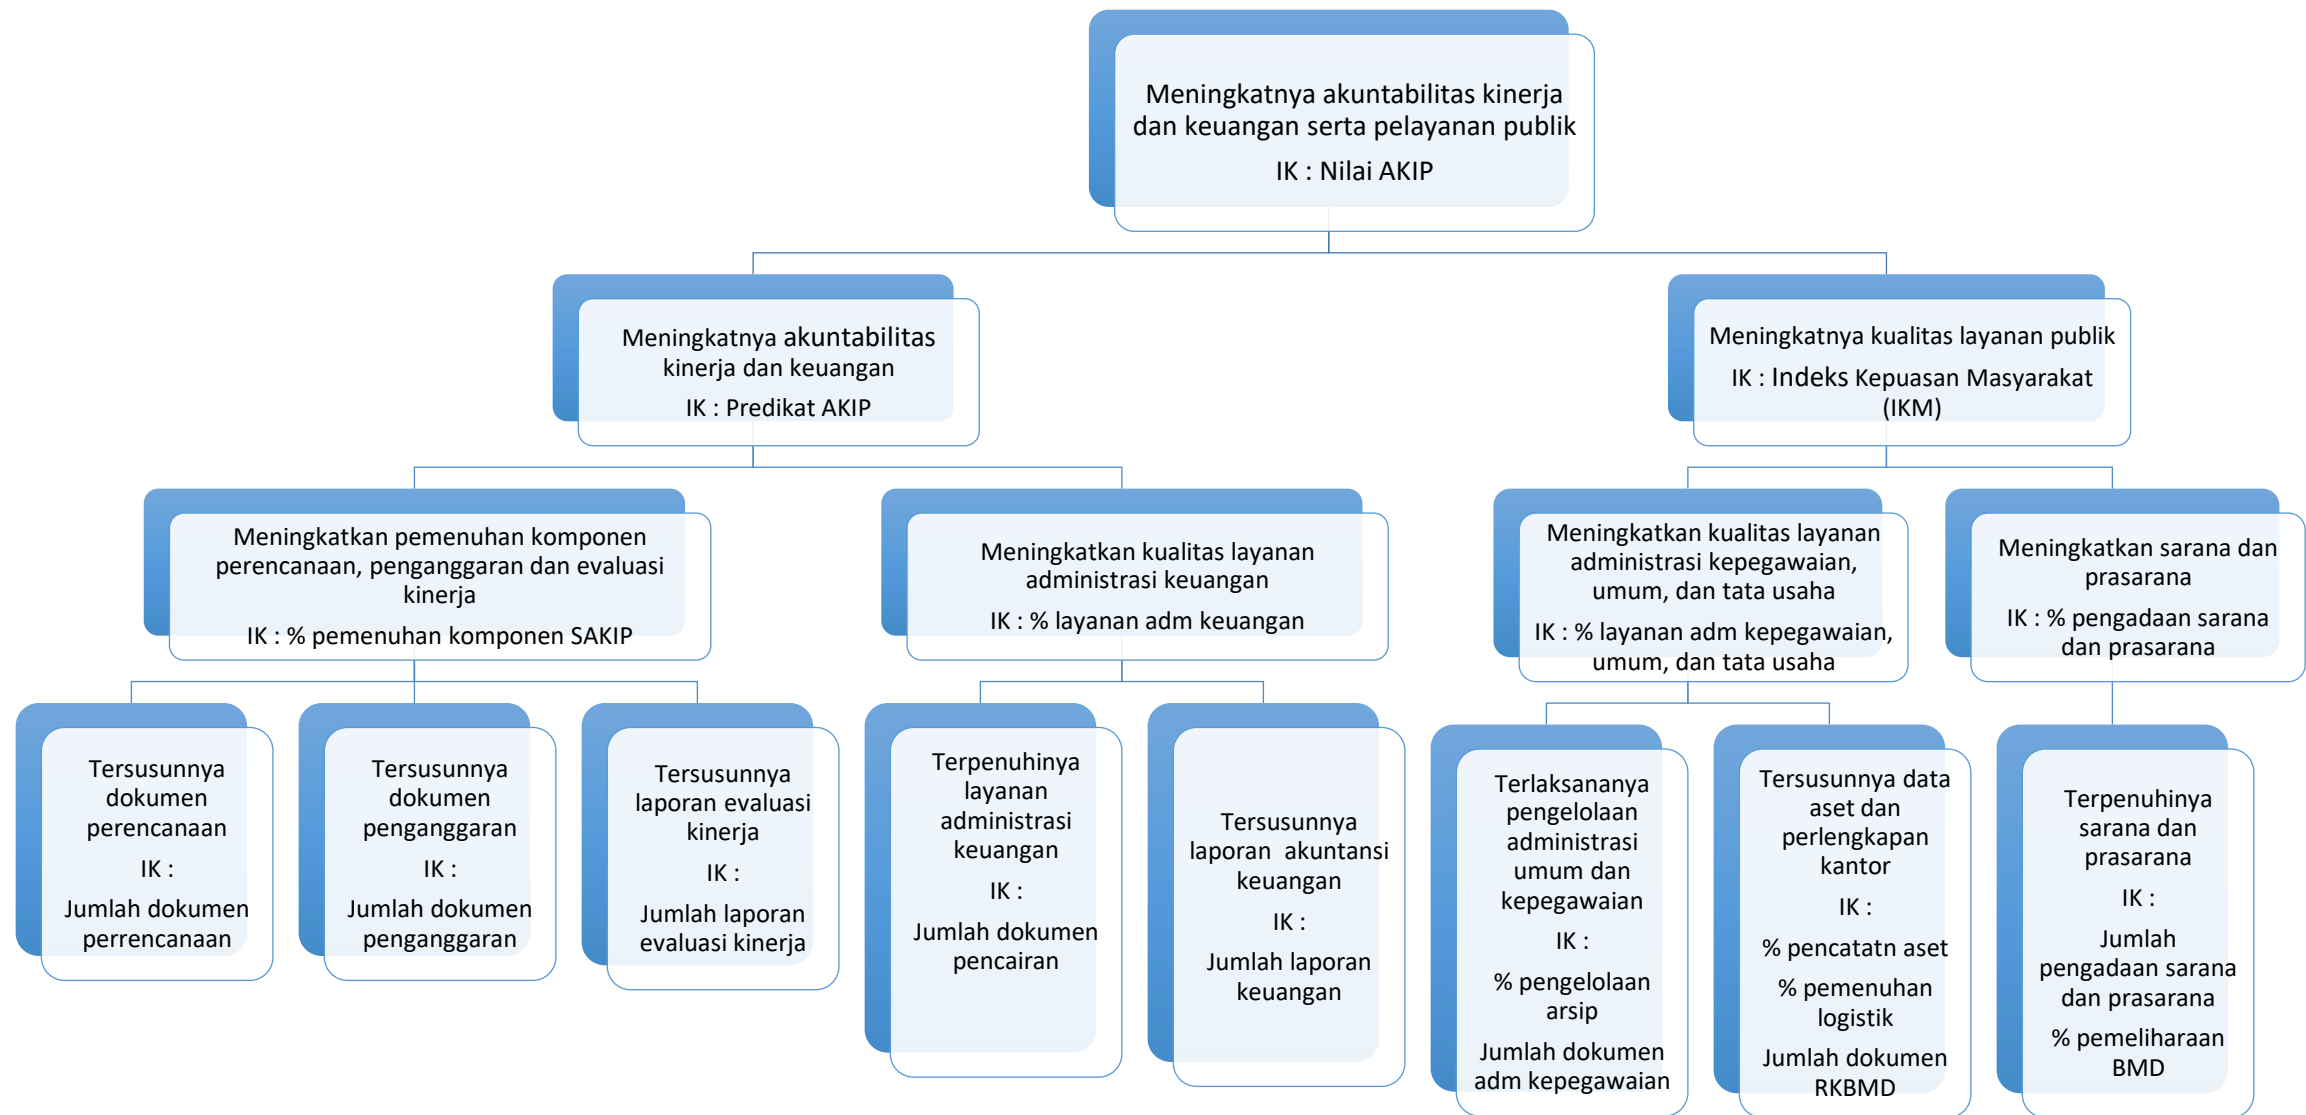 Meningkatnya akuntabilitas kinerja
dan keuangan serta pelayanan publik
IK : Nilai AKIP
Meningkatnya akuntabilitas
kinerja dan keuangan
IK : Predikat AKIP
Meningkatnya kualitas layanan publik
IK : Indeks Kepuasan Masyarakat
(IKM)
Meningkatkan pemenuhan komponen
perencanaan, penganggaran dan evaluasi
kinerja
IK : % pemenuhan komponen SAKIP
Meningkatkan kualitas layanan
administrasi keuangan
IK : % layanan adm keuangan
Meningkatkan kualitas layanan
administrasi kepegawaian,
umum, dan tata usaha
IK : % layanan adm kepegawaian,
umum, dan tata usaha
Meningkatkan sarana dan
prasarana
IK : % pengadaan sarana
dan prasarana
Tersusunnya
dokumen
perencanaan
IK :
Jumlah dokumen
perrencanaan
Tersusunnya
dokumen
penganggaran
IK :
Jumlah dokumen
penganggaran
Tersusunnya
laporan evaluasi
kinerja
IK :
Jumlah laporan
evaluasi kinerja
Terpenuhinya
layanan
administrasi
keuangan
IK :
Jumlah dokumen
pencairan
Tersusunnya
laporan  akuntansi
keuangan
IK :
Jumlah laporan
keuangan
Terlaksananya
pengelolaan
administrasi
umum dan
kepegawaian
IK :
% pengelolaan
arsip
Jumlah dokumen
adm kepegawaian
Tersusunnya data
aset dan
perlengkapan
kantor
IK :
% pencatatn aset
% pemenuhan
logistik
Jumlah dokumen
RKBMD
Terpenuhinya
sarana dan
prasarana
IK :
Jumlah
pengadaan sarana
dan prasarana
% pemeliharaan
BMD